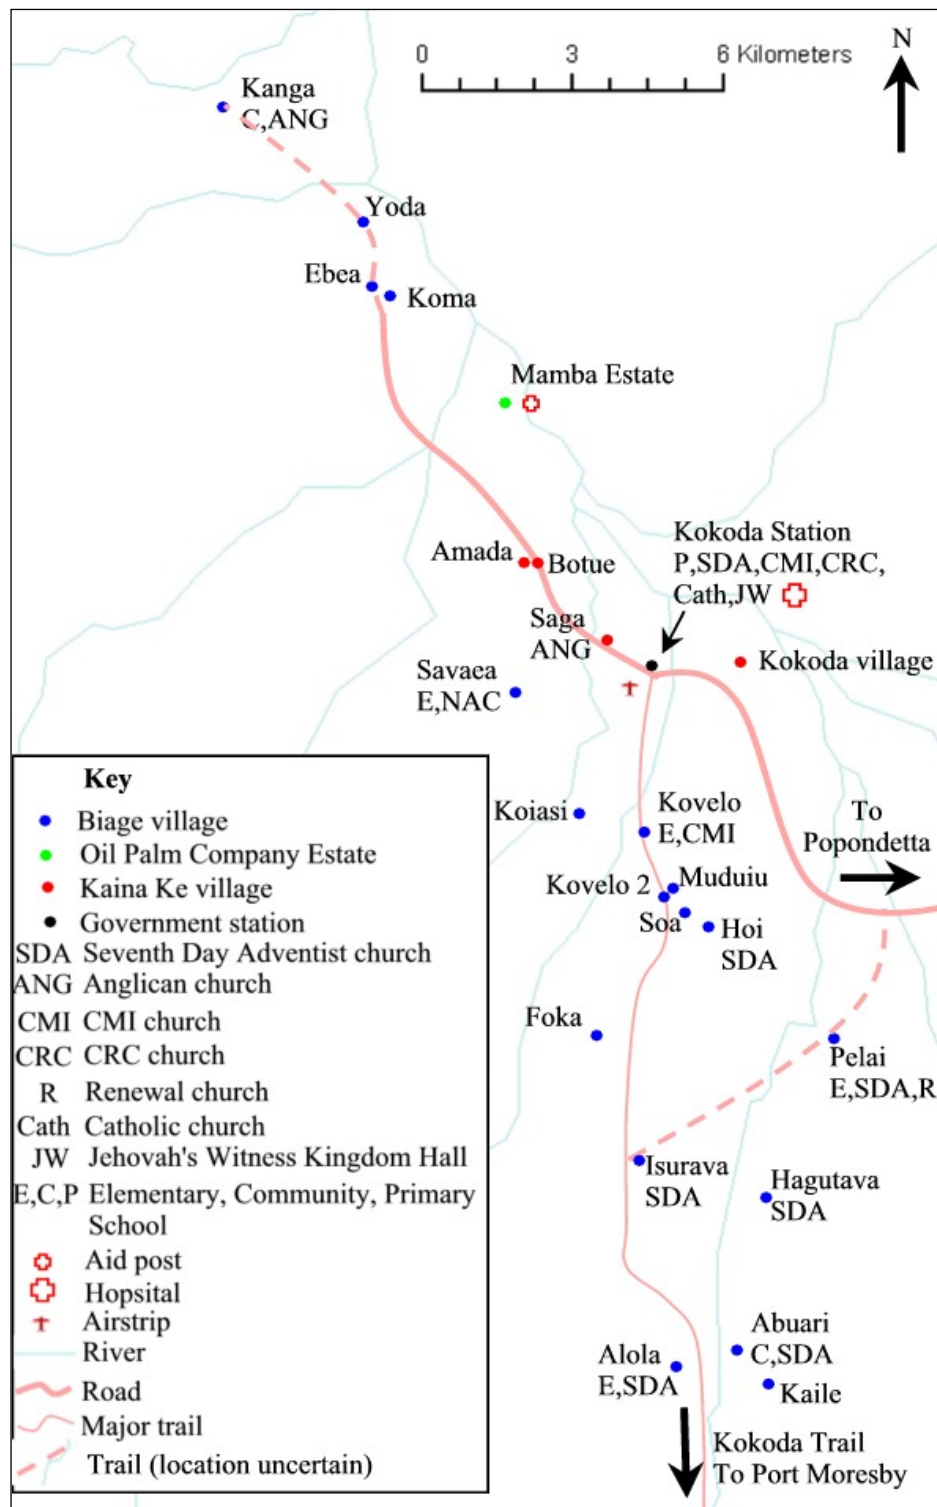 0 3 6 Kilometers
N
Kanga
C,ANG
Yoda
Ebea
Koma
Mamba Estate
Kokoda Station
P,SDA,CMI,CRC,
Cath,JW
Amada
Botue
Saga
ANG
Kokoda village
Savaea
E,NAC
Koiasi
Kovelo
E,CMI
To
Popondetta
Kovelo 2
Muduiu
Soa
Hoi
SDA
Foka
Pelai
E,SDA,R
Isurava
SDA
Hagutava
SDA
Abuari
C,SDA
Alola
E,SDA
Kaile
Kokoda Trail
To Port Moresby
Key
Biage village
Oil Palm Company Estate
Kaina Ke village
Government station
SDA Seventh Day Adventist church
ANG Anglican church
CMI CMI church
CRC CRC church
R Renewal church
Cath Catholic church
JW Jehovah's Witness Kingdom Hall
E,C,P Elementary, Community, Primary
School
Aid post
Hopsital
Airstrip
River
Road
Major trail
Trail (location uncertain)